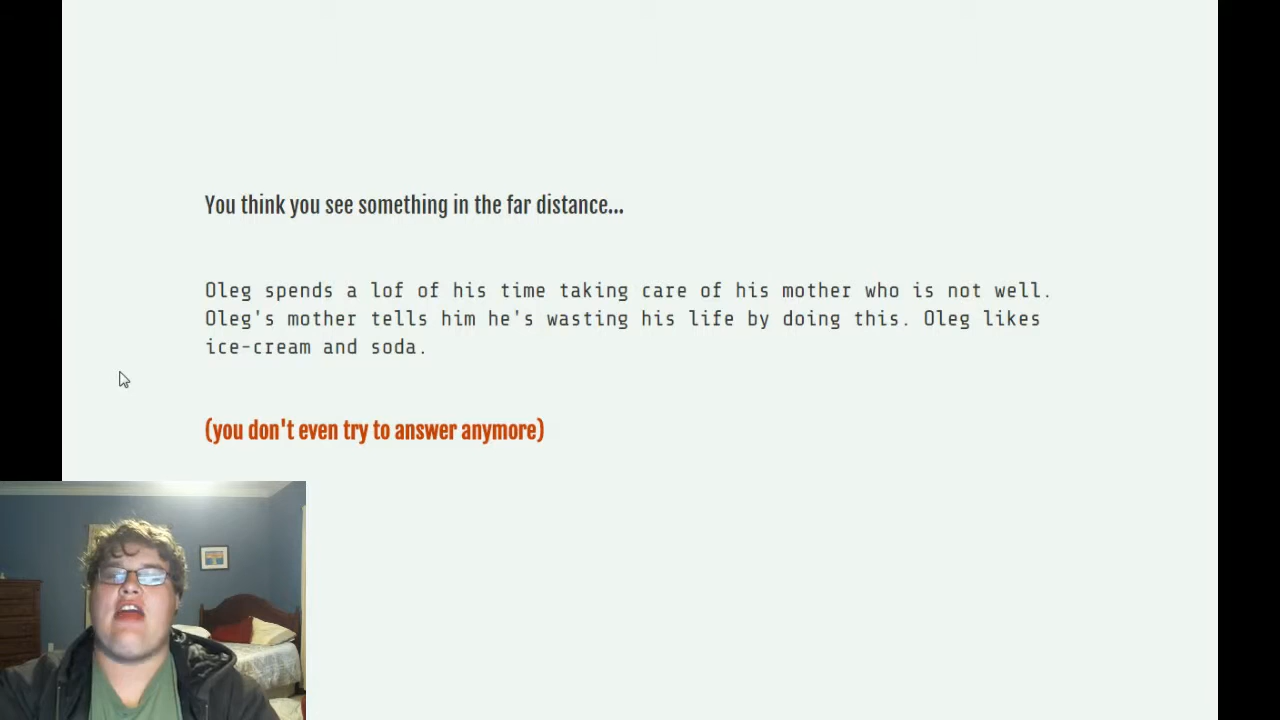 You think you see something in the far distance...
Oleg spends a lof of his time taking care of his mother who is not well.
Oleg's mother tells him he's wasting his life by doing this. Oleg likes
ice-cream and soda.
(you don't even try to answer anymore)